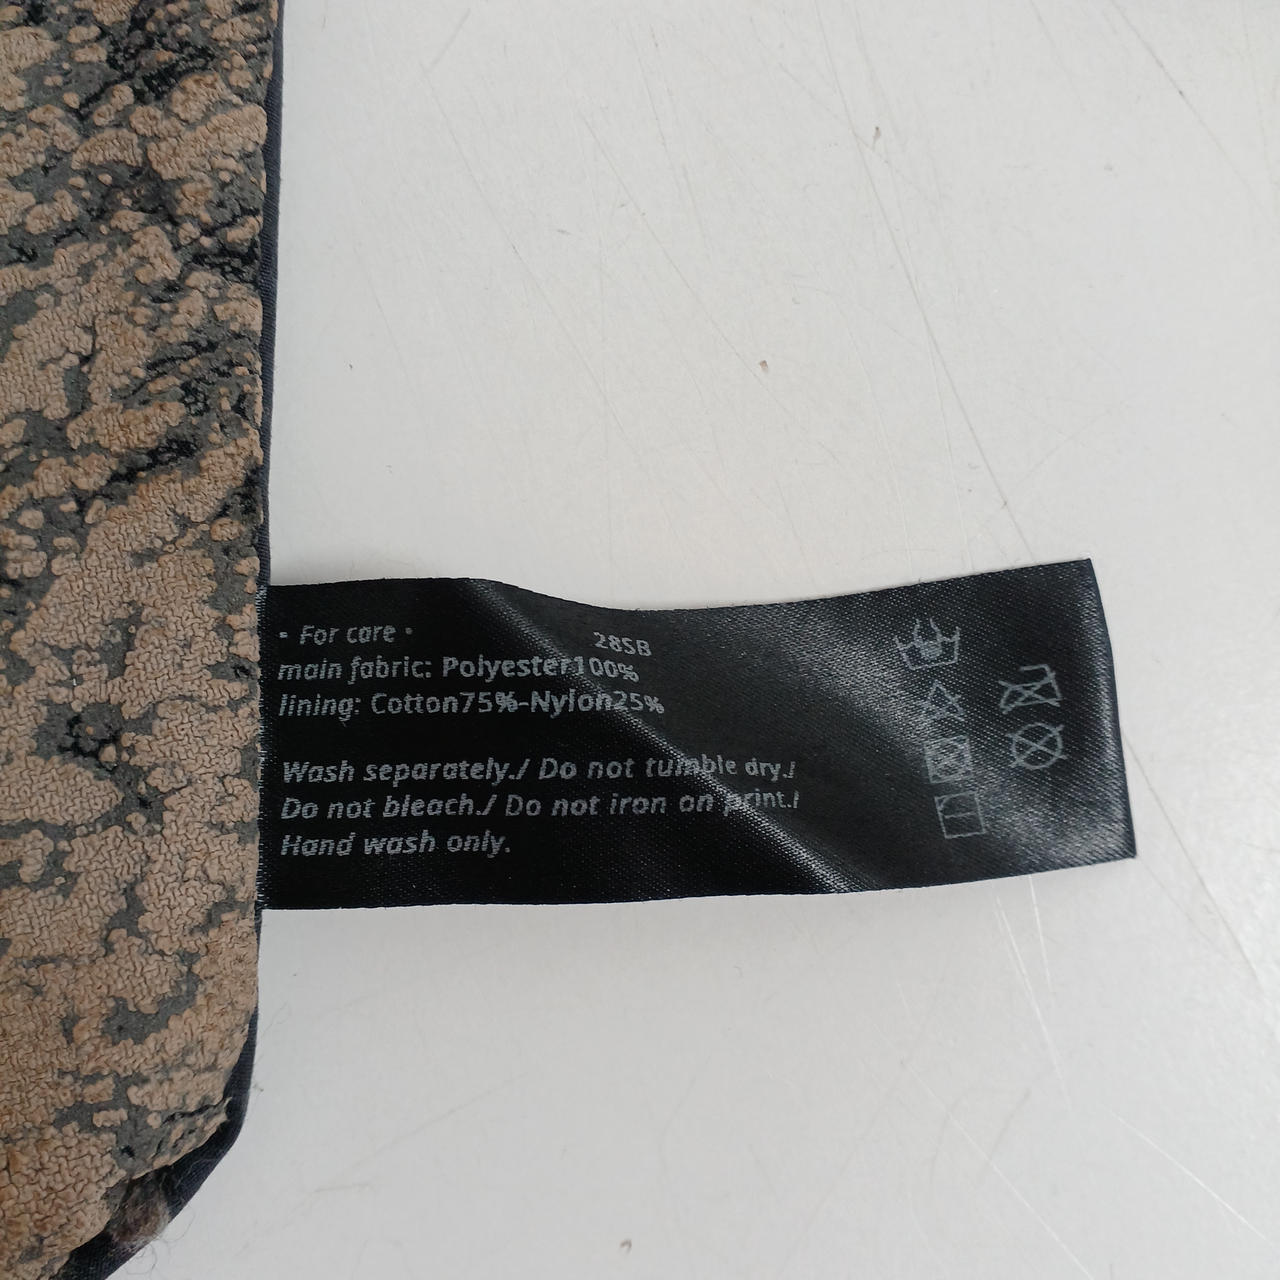 • For care •
28SB
main fabric: Polyester100%
lining: Cotton75%-Nylon25%
Wash separately./ Do not tumble dry./
Do not bleach./ Do not iron on print./
Hand wash only.